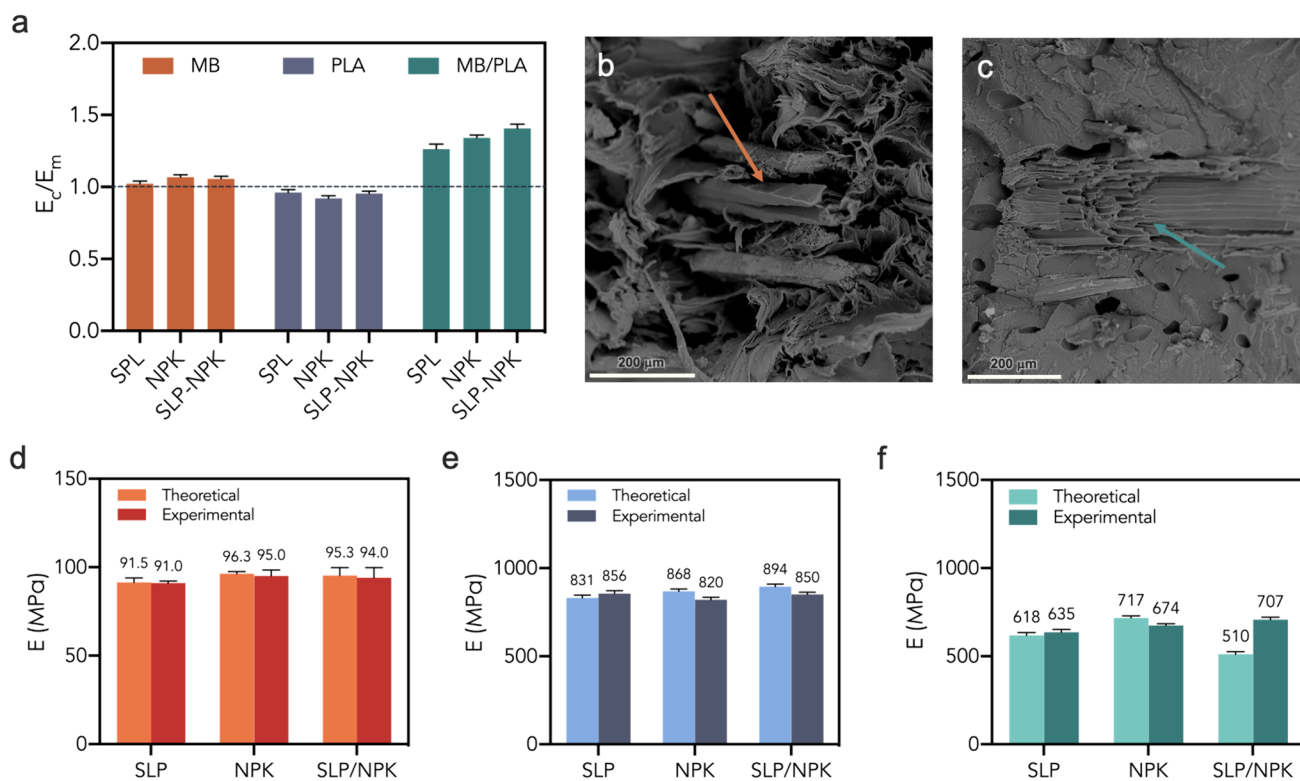 a
2.0
MB
PLA
MB/PLA
1.5
1.0
0.5
0.0
Ec/Em
SPL
NPK
SLP-NPK
SPL
NPK
SLP-NPK
SPL
NPK
SLP-NPK
b
200 µm
c
200 µm
d
150
100
50
0
E (MPa)
Theoretical
Experimental
91.5 91.0
96.3 95.0
95.3 94.0
SLP
NPK
SLP/NPK
e
1500
1000
500
0
E (MPa)
Theoretical
Experimental
831 856
868 820
894 850
SLP
NPK
SLP/NPK
f
1500
1000
500
0
E (MPa)
Theoretical
Experimental
618 635
717 674
510 707
SLP
NPK
SLP/NPK